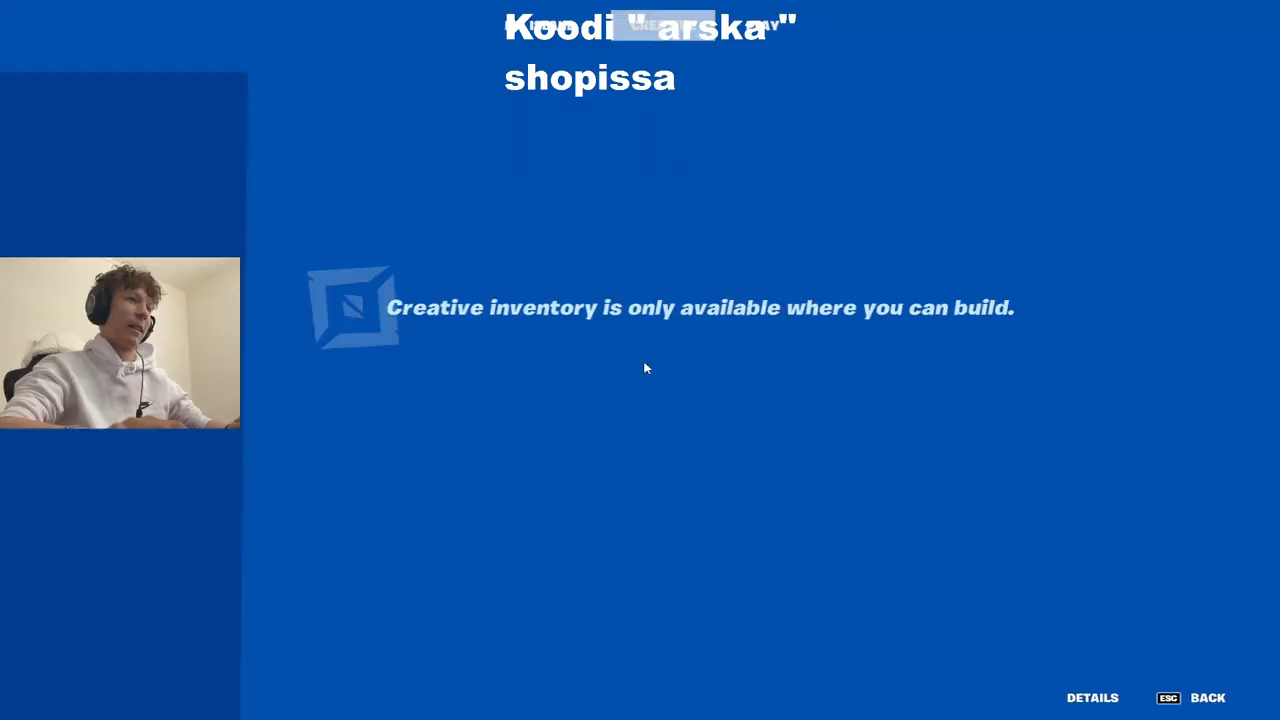 Koodi " arska"
shopissa
Creative inventory is only available where you can build.
DETAILS
ESC BACK